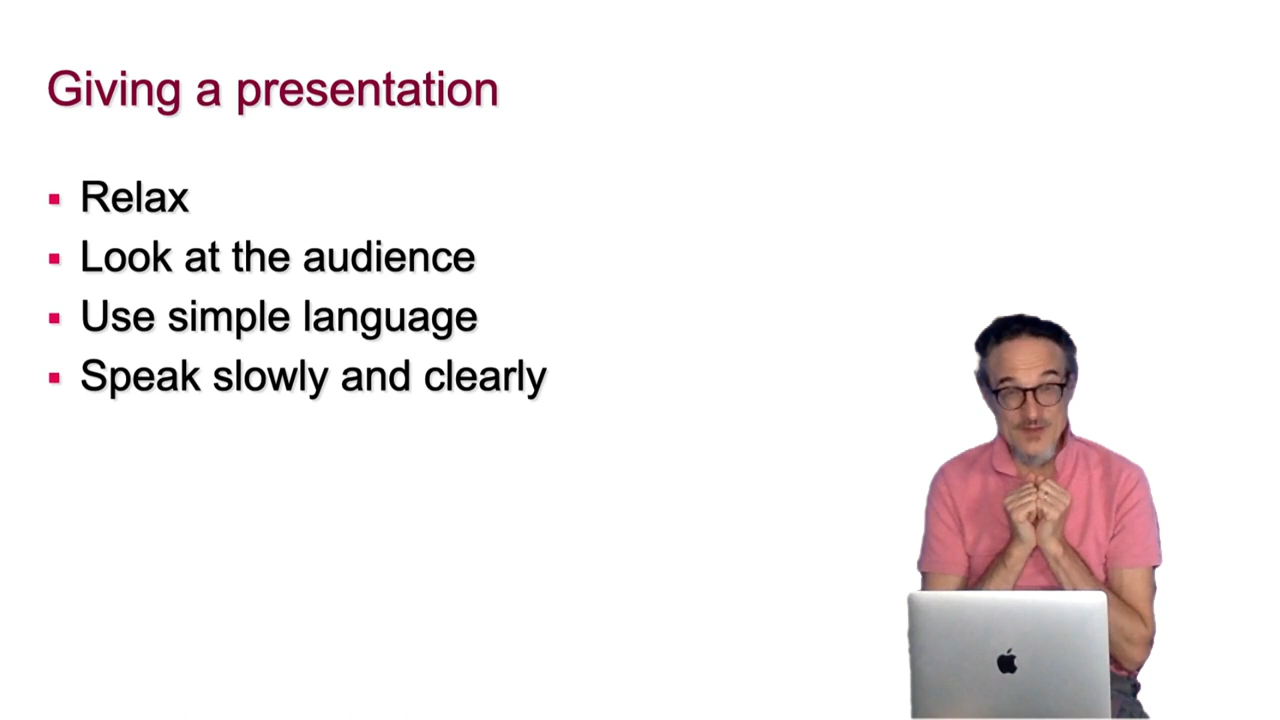 Giving a presentation
Relax
Look at the audience
Use simple language
Speak slowly and clearly